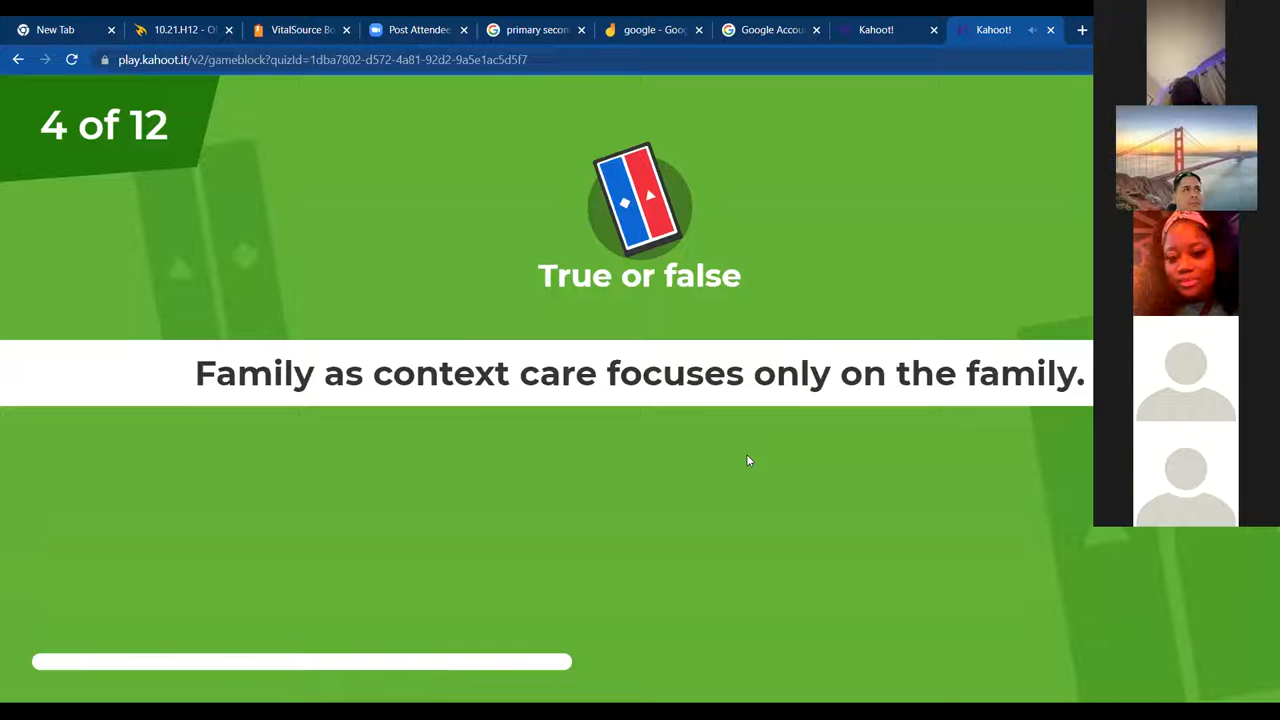 New Tab
10.21.H12 - O
VitalSource Bo
Post Attendee
primary secon
google - Goog
Google Accou
Kahoot!
Kahoot!
play.kahoot.it/v2/gameblock?quizId=1dba7802-d572-4a81-92d2-9a5e1ac5d5f7
4 of 12
True or false
Family as context care focuses only on the family.